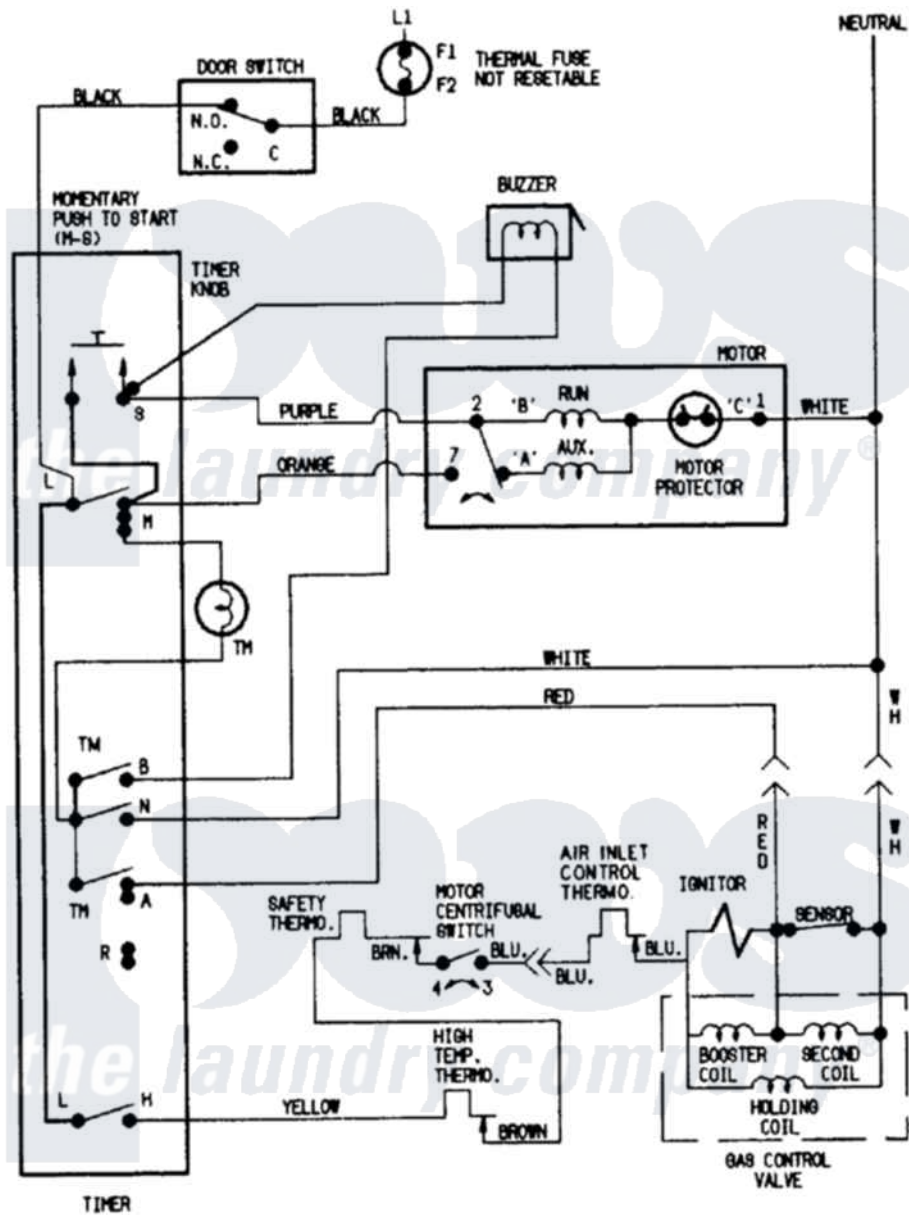 L1
NEUTRAL
F1
F2
THERMAL FUSE
NOT RESETABLE
DOOR SWITCH
BLACK
N.O.
N.C.
C
BLACK
BUZZER
MOMENTARY
PUSH TO START
(M-S)
TIMER
KNOB
MOTOR
S
PURPLE
2
'B'
RUN
'C'
1
WHITE
ORANGE
7
'A'
AUX.
MOTOR
PROTECTOR
L
M
the laundry company®
TM
WHITE
RED
WH
TM
B
N
RED
WH
A
TM
AIR INLET
CONTROL
THERMO.
IGNITOR
SENSOR
SAFETY
THERMO.
MOTOR
CENTRIFUGAL
SWITCH
BRN.
BLU.
BLU.
BLU.
4
3
R
HIGH
TEMP.
THERMO.
BOOSTER
COIL
SECOND
COIL
the laundry company®
L
H
YELLOW
BROWN
HOLDING
COIL
GAS CONTROL
VALVE
TIMER